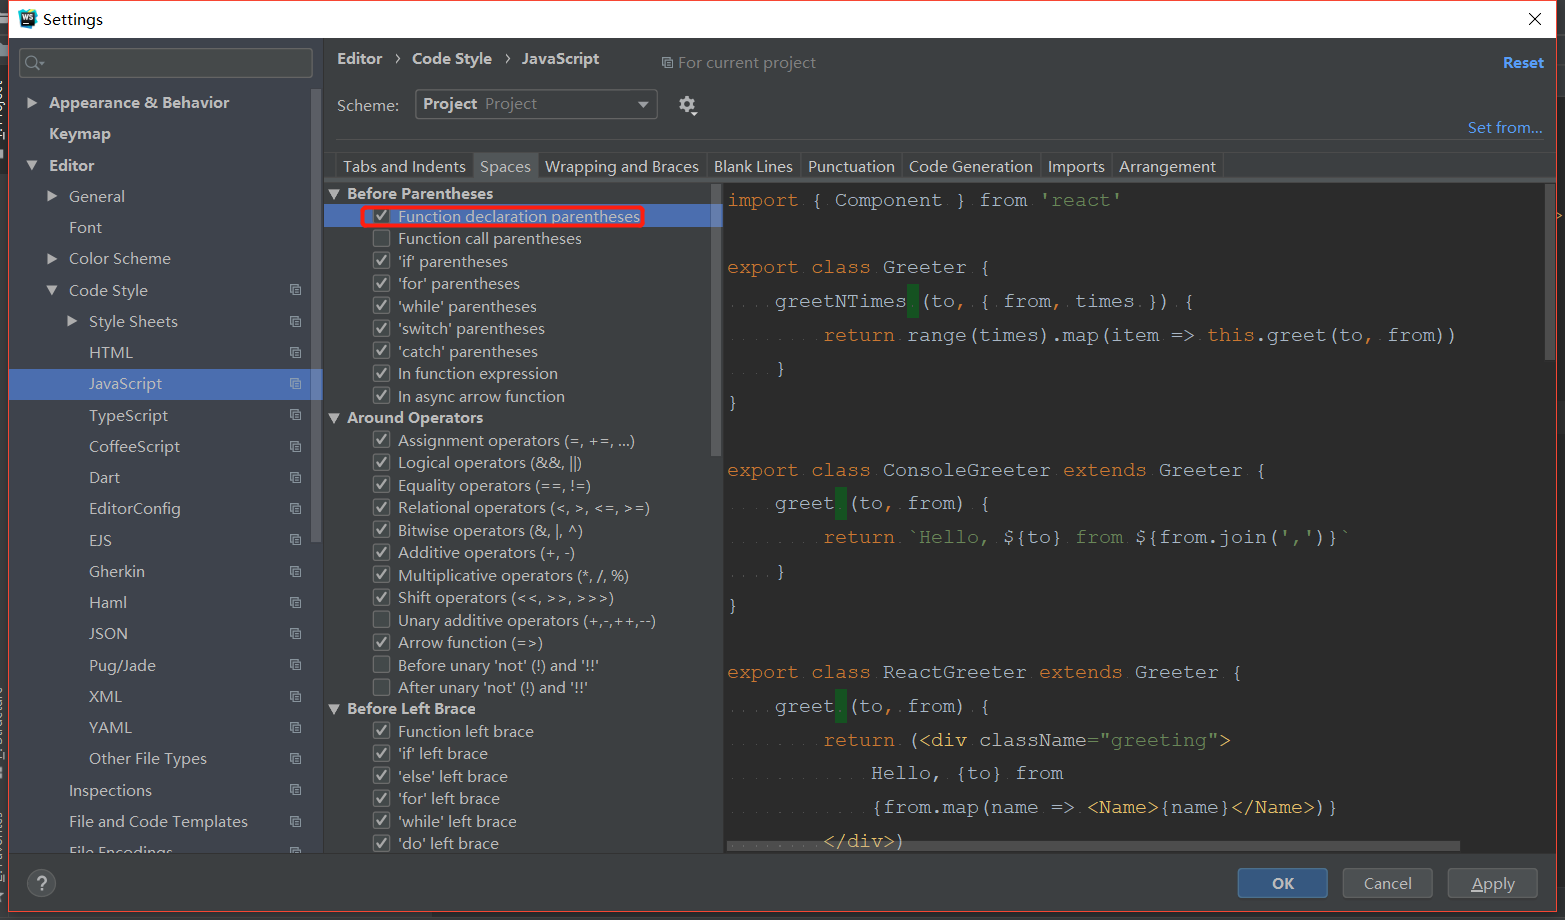 WS Settings
Editor › Code Style › JavaScript For current project Reset
Scheme: Project Project
Set from...
Appearance & Behavior
Keymap
Editor
General
Font
Color Scheme
Code Style
Style Sheets
HTML
JavaScript
TypeScript
CoffeeScript
Dart
EditorConfig
EJS
Gherkin
Haml
JSON
Pug/Jade
XML
YAML
Other File Types
Inspections
File and Code Templates
File Encodings
Tabs and Indents Spaces Wrapping and Braces Blank Lines Punctuation Code Generation Imports Arrangement
Before Parentheses
Function declaration parentheses
Function call parentheses
'if' parentheses
'for' parentheses
'while' parentheses
'switch' parentheses
'catch' parentheses
In function expression
In async arrow function
Around Operators
Assignment operators (=, +=, ...)
Logical operators (&&, ||)
Equality operators (==, !=)
Relational operators (<, >, <=, >=)
Bitwise operators (&, |, ^)
Additive operators (+, -)
Multiplicative operators (*, /, %)
Shift operators (<<, >>, >>>)
Unary additive operators (+,-,++,--)
Arrow function (=>)
Before unary 'not' (!) and '!!'
After unary 'not' (!) and '!!'
Before Left Brace
Function left brace
'if' left brace
'else' left brace
'for' left brace
'while' left brace
'do' left brace
import { Component } from 'react'
export class Greeter {
greetNTimes (to, { from, times }) {
return range(times).map(item => this.greet(to, from))
}
}
export class ConsoleGreeter extends Greeter {
greet (to, from) {
return `Hello, ${to} from ${from.join(',')}`
}
}
export class ReactGreeter extends Greeter {
greet (to, from) {
return (<div className="greeting">
Hello, {to} from
{from.map(name => <Name>{name}</Name>)}
</div>)
? OK Cancel Apply